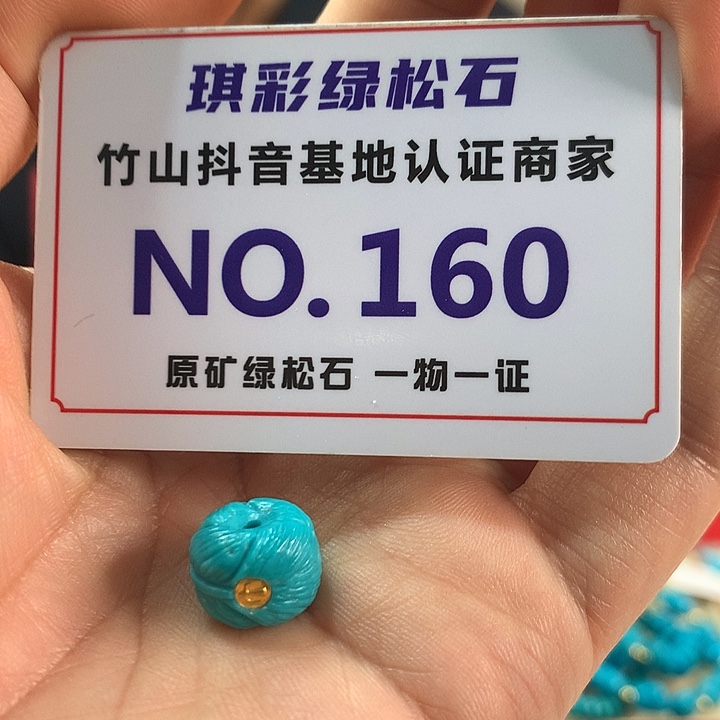 琪彩绿松石
竹山抖音基地认证商家
NO.160
原矿绿松石 一物一证